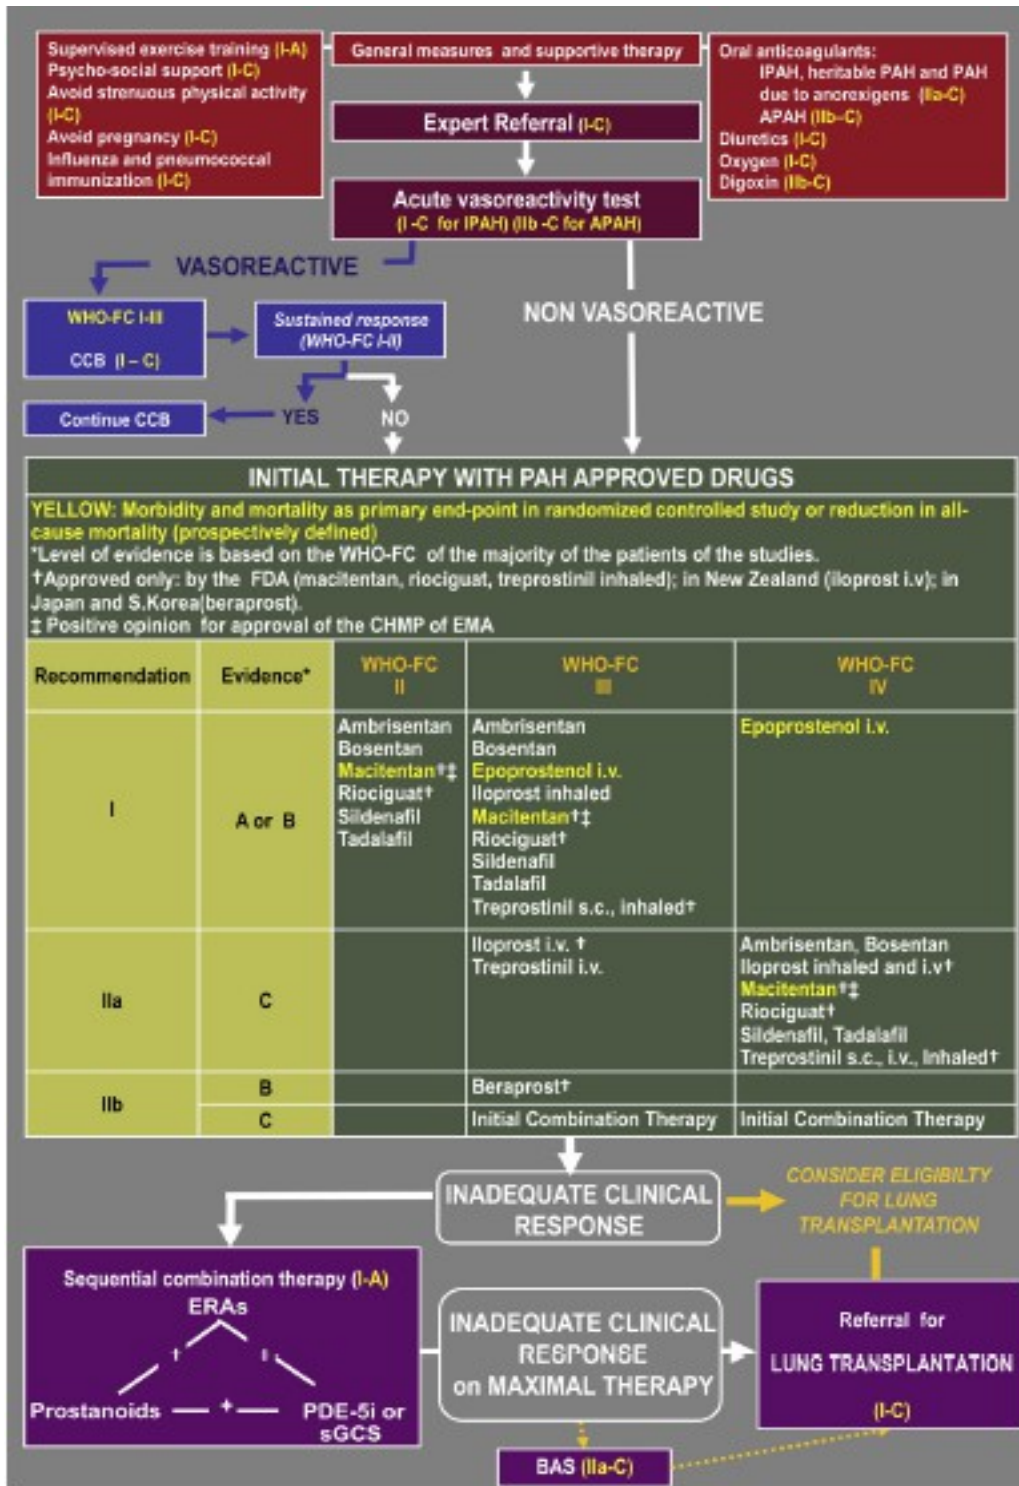 Supervised exercise training (I-A)
Psycho-social support (I-C)
Avoid strenuous physical activity
(I-C)
Avoid pregnancy (I-C)
Influenza and pneumococcal
immunization (I-C)
General measures and supportive therapy
Oral anticoagulants:
IPAH, heritable PAH and PAH
due to anorexigens (IIa-C)
APAH (IIb-C)
Diuretics (I-C)
Oxygen (I-C)
Digoxin (IIb-C)
Expert Referral (I-C)
Acute vasoreactivity test
(I -C for IPAH) (IIb -C for APAH)
VASOREACTIVE
NON VASOREACTIVE
WHO-FC I-III
CCB (I – C)
Sustained response
(WHO-FC I-II)
YES
NO
Continue CCB
INITIAL THERAPY WITH PAH APPROVED DRUGS
YELLOW: Morbidity and mortality as primary end-point in randomized controlled study or reduction in all-
cause mortality (prospectively defined)
*Level of evidence is based on the WHO-FC of the majority of the patients of the studies.
†Approved only: by the FDA (macitentan, riociguat, treprostinil inhaled); in New Zealand (iloprost i.v); in
Japan and S.Korea(beraprost).
‡ Positive opinion for approval of the CHMP of EMA
Recommendation
Evidence*
WHO-FC
II
WHO-FC
III
WHO-FC
IV
I
A or B
Ambrisentan
Bosentan
Macitentan†‡
Riociguat†
Sildenafil
Tadalafil
Ambrisentan
Bosentan
Epoprostenol i.v.
Iloprost inhaled
Macitentan†‡
Riociguat†
Sildenafil
Tadalafil
Treprostinil s.c., inhaled†
Epoprostenol i.v.
IIa
C
Iloprost i.v. †
Treprostinil i.v.
Ambrisentan, Bosentan
Iloprost inhaled and i.v†
Macitentan†‡
Riociguat†
Sildenafil, Tadalafil
Treprostinil s.c., i.v., Inhaled†
IIb
B
Beraprost†
C
Initial Combination Therapy
Initial Combination Therapy
INADEQUATE CLINICAL
RESPONSE
CONSIDER ELIGIBILTY
FOR LUNG
TRANSPLANTATION
Sequential combination therapy (I-A)
ERAs
+
Prostanoids
+
PDE-5i or
sGCS
INADEQUATE CLINICAL
RESPONSE
on MAXIMAL THERAPY
Referral for
LUNG TRANSPLANTATION
(I-C)
BAS (IIa-C)